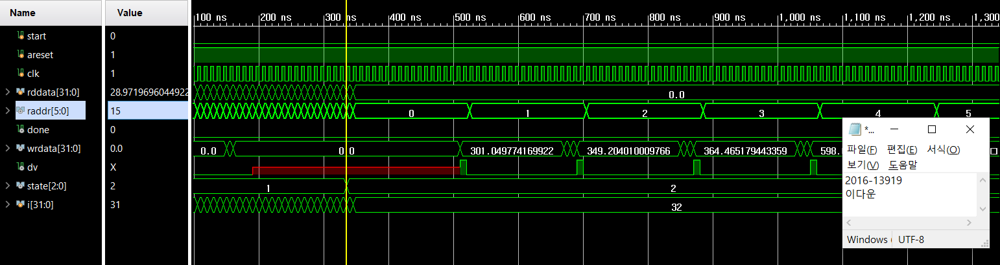 Name Value 100 ns 200 ns 300 ns 400 ns 500 ns 600 ns 700 ns 800 ns 900 ns 1,000 ns 1,100 ns 1,200 ns 1,300
start 0
areset 1
clk 1
rddata[31:0] 28.9719696044922 0.0
raddr[5:0] 15 0 1 2 3 4 5
done 0
wrdata[31:0] 0.0 0.0 301.049774169922 349.204010009766 364.465179443359 598.
dv X
state[2:0] 2 1 2
i[31:0] 31 32
*...
파일(F) 편집(E) 서식(O)
보기(V) 도움말
2016-13919
이다운
Windows UTF-8